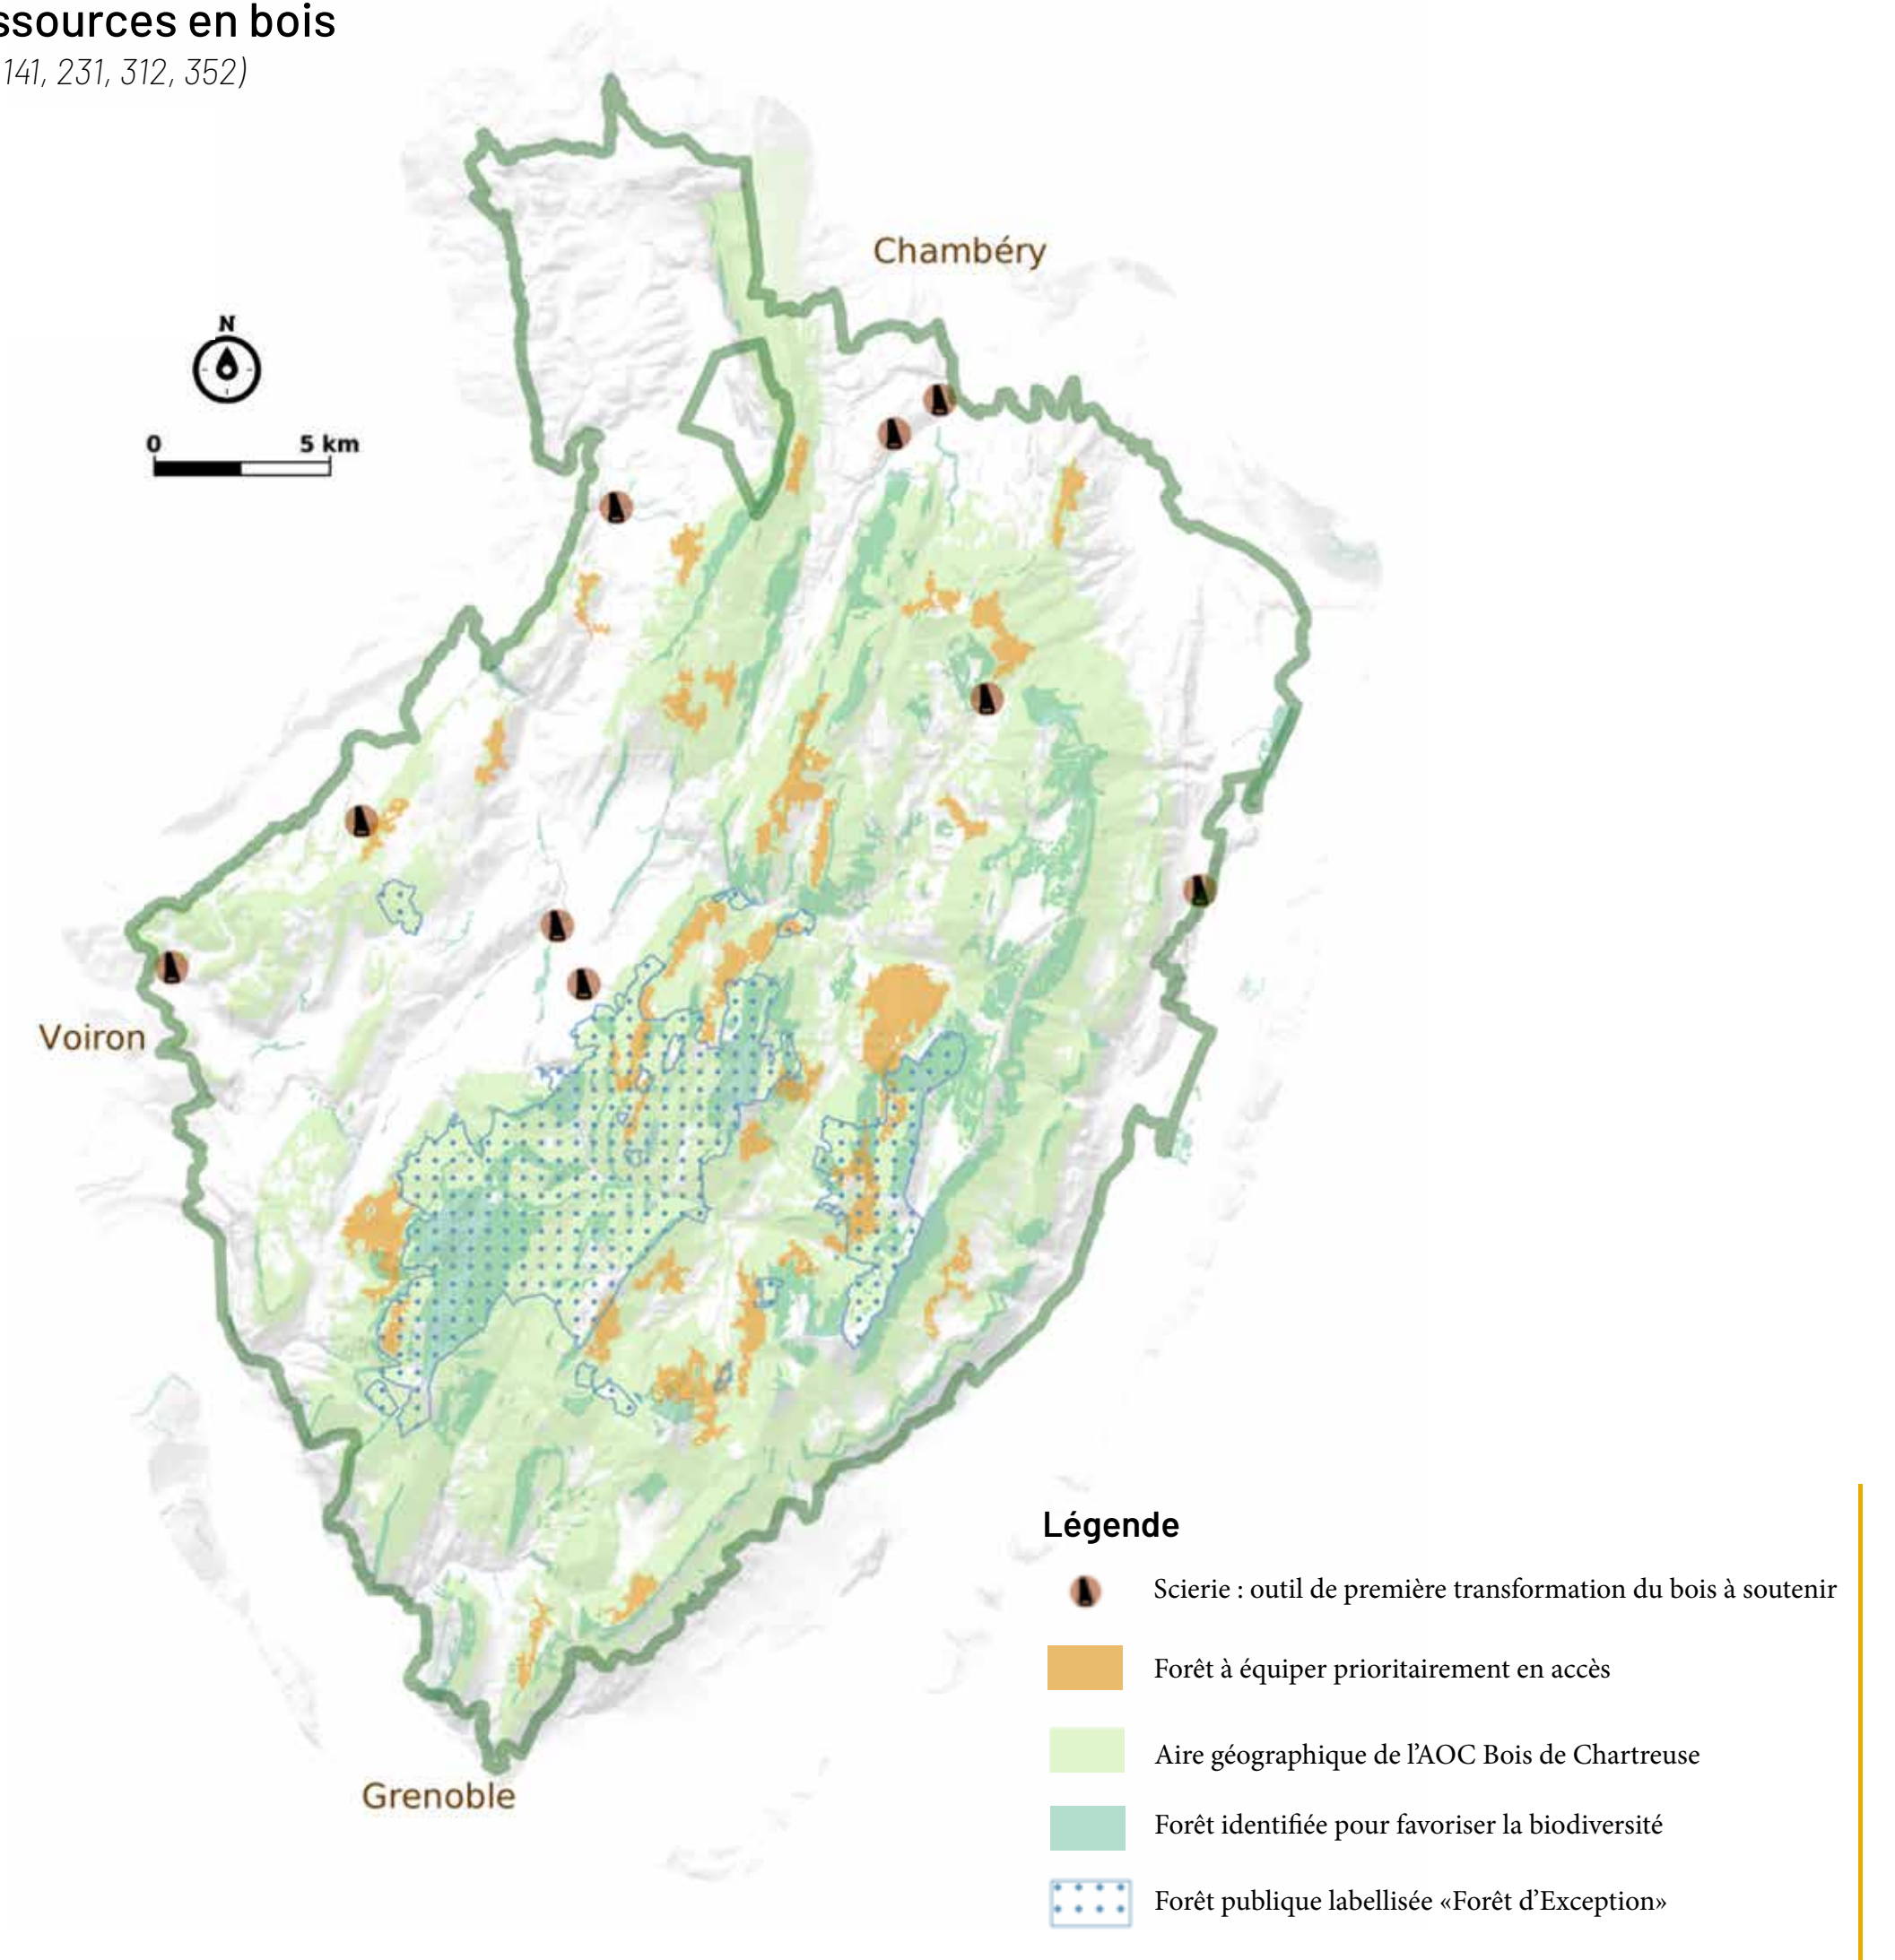 ssources en bois
141, 231, 312, 352)
Chambéry
N
0 5 km
Voiron
Grenoble
Légende
Scierie : outil de première transformation du bois à soutenir
Forêt à équiper prioritairement en accès
Aire géographique de l'AOC Bois de Chartreuse
Forêt identifiée pour favoriser la biodiversité
Forêt publique labellisée «Forêt d'Exception»